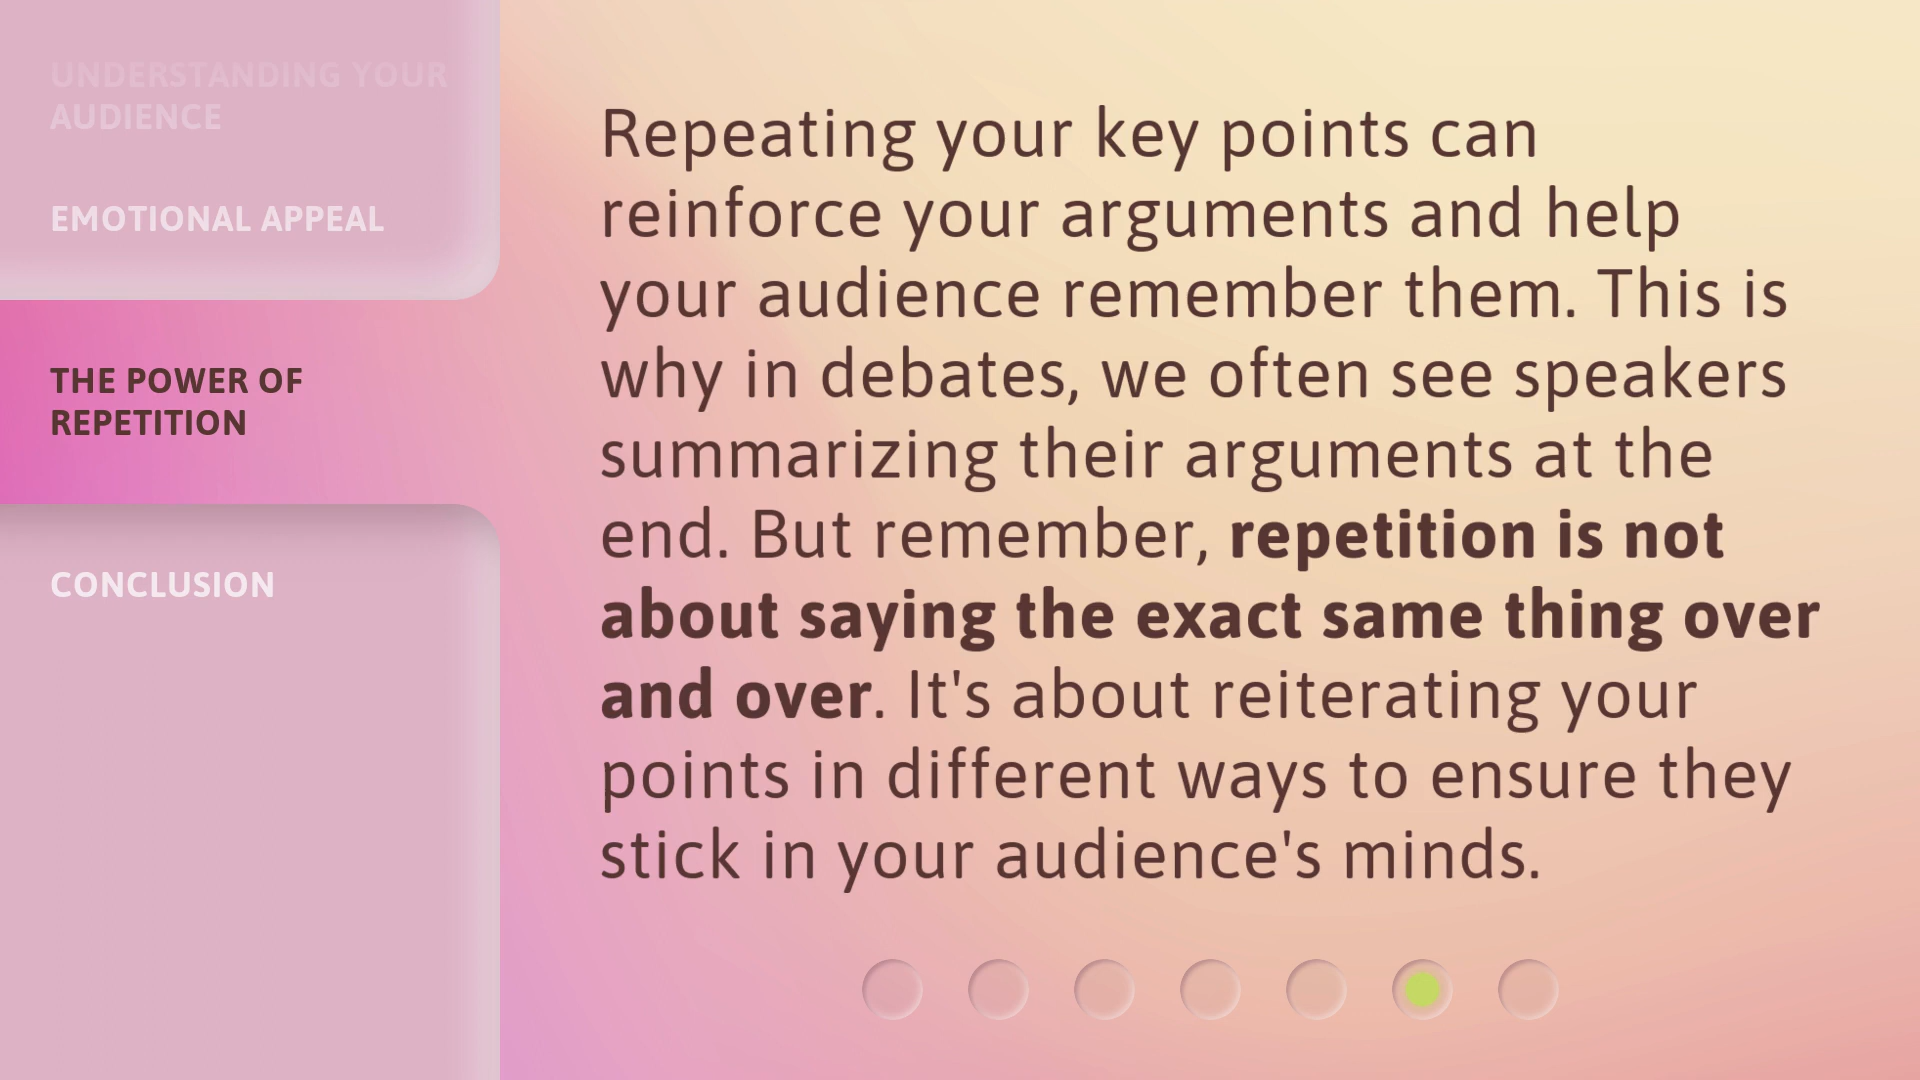 UNDERSTANDING YOUR
AUDIENCE
EMOTIONAL APPEAL
THE POWER OF
REPETITION
CONCLUSION
Repeating your key points can
reinforce your arguments and help
your audience remember them. This is
why in debates, we often see speakers
summarizing their arguments at the
end. But remember, repetition is not
about saying the exact same thing over
and over. It's about reiterating your
points in different ways to ensure they
stick in your audience's minds.